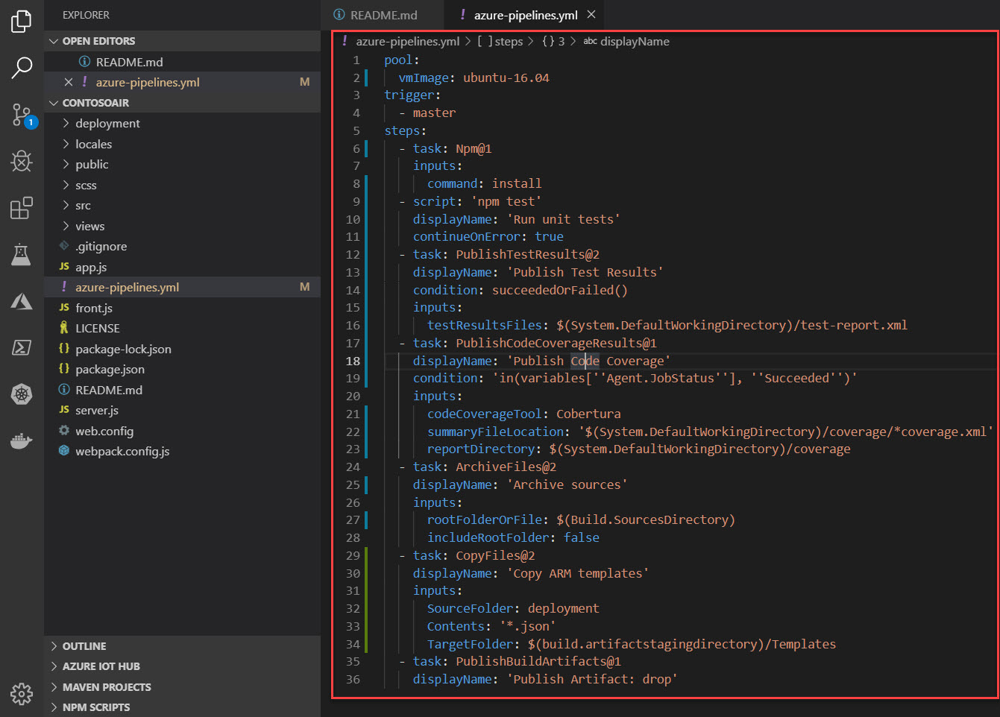 EXPLORER
OPEN EDITORS
README.md
azure-pipelines.yml M
CONTOSOAIR
deployment
locales
public
scss
src
views
.gitignore
JS app.js
! azure-pipelines.yml M
JS front.js
LICENSE
{} package-lock.json
{} package.json
README.md
JS server.js
web.config
webpack.config.js
OUTLINE
AZURE IOT HUB
MAVEN PROJECTS
NPM SCRIPTS
1
README.md
! azure-pipelines.yml
! azure-pipelines.yml > [ ] steps > {} 3 > abc displayName
1 pool:
2 vmImage: ubuntu-16.04
3 trigger:
4 - master
5 steps:
6 - task: Npm@1
7 inputs:
8 command: install
9 - script: 'npm test'
10 displayName: 'Run unit tests'
11 continueOnError: true
12 - task: PublishTestResults@2
13 displayName: 'Publish Test Results'
14 condition: succeededOrFailed()
15 inputs:
16 testResultsFiles: $(System.DefaultWorkingDirectory)/test-report.xml
17 - task: PublishCodeCoverageResults@1
18 displayName: 'Publish Code Coverage'
19 condition: 'in(variables[''Agent.JobStatus''], ''Succeeded'')'
20 inputs:
21 codeCoverageTool: Cobertura
22 summaryFileLocation: '$(System.DefaultWorkingDirectory)/coverage/*coverage.xml'
23 reportDirectory: $(System.DefaultWorkingDirectory)/coverage
24 - task: ArchiveFiles@2
25 displayName: 'Archive sources'
26 inputs:
27 rootFolderOrFile: $(Build.SourcesDirectory)
28 includeRootFolder: false
29 - task: CopyFiles@2
30 displayName: 'Copy ARM templates'
31 inputs:
32 SourceFolder: deployment
33 Contents: '*.json'
34 TargetFolder: $(build.artifactstagingdirectory)/Templates
35 - task: PublishBuildArtifacts@1
36 displayName: 'Publish Artifact: drop'